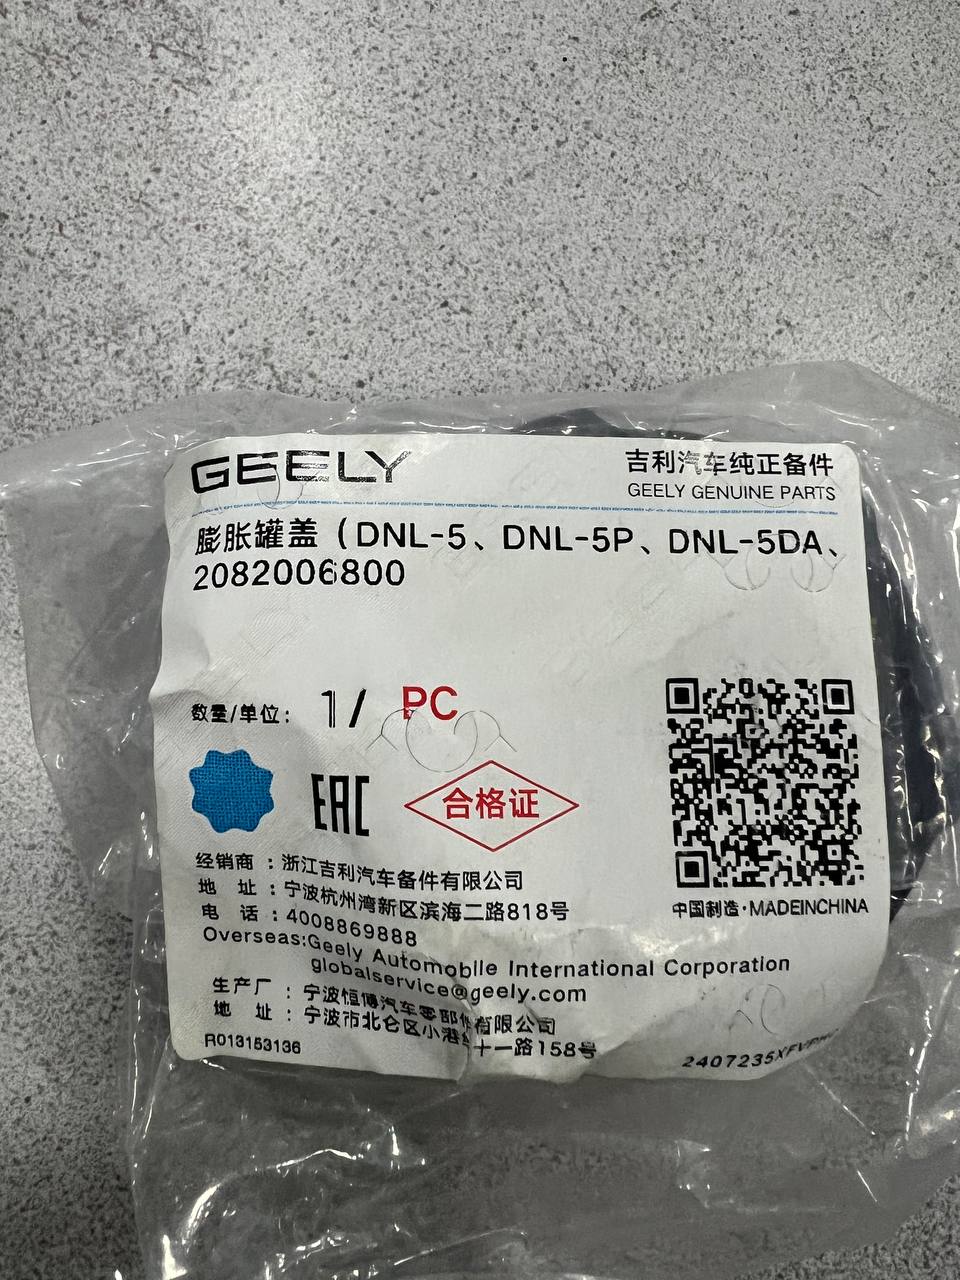 GEELY
吉利汽车纯正备件
GEELY GENUINE PARTS
膨胀罐盖（DNL-5、DNL-5P、DNL-5DA、
2082006800
数量/单位： 1/ PC
EAC
合格证
中国制造·MADEINCHINA
经销商：浙江吉利汽车备件有限公司
地 址：宁波杭州湾新区滨海二路818号
电 话：4008869888
Overseas:Geely Automobile International Corporation
globalservice@geely.com
生产厂：宁波恒博汽车零部件有限公司
地 址：宁波市北仑区小港 十一路158号
R013153136